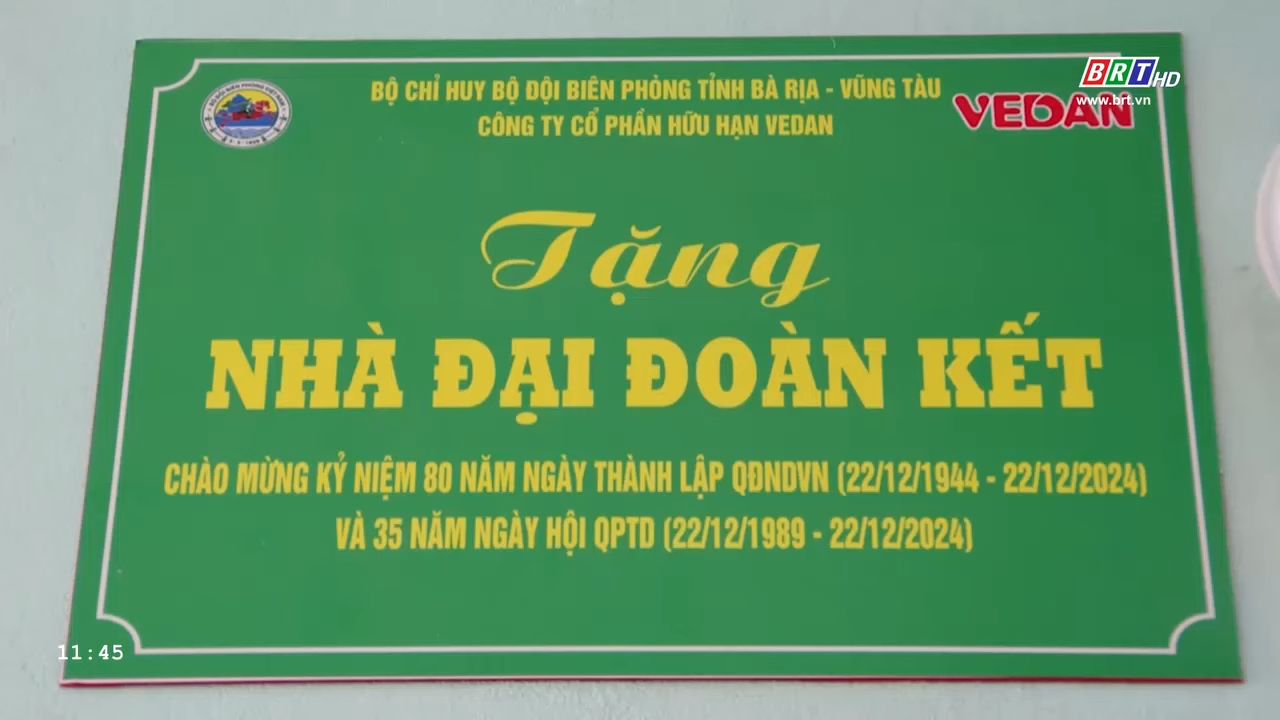 BRT HD
www.brt.vn
BỘ CHỈ HUY BỘ ĐỘI BIÊN PHÒNG TỈNH BÀ RỊA - VŨNG TÀU
CÔNG TY CỔ PHẦN HỮU HẠN VEDAN
VEDAN
Tặng
NHÀ ĐẠI ĐOÀN KẾT
CHÀO MỪNG KỶ NIỆM 80 NĂM NGÀY THÀNH LẬP QĐNDVN (22/12/1944 - 22/12/2024)
VÀ 35 NĂM NGÀY HỘI QPTD (22/12/1989 - 22/12/2024)
11:45